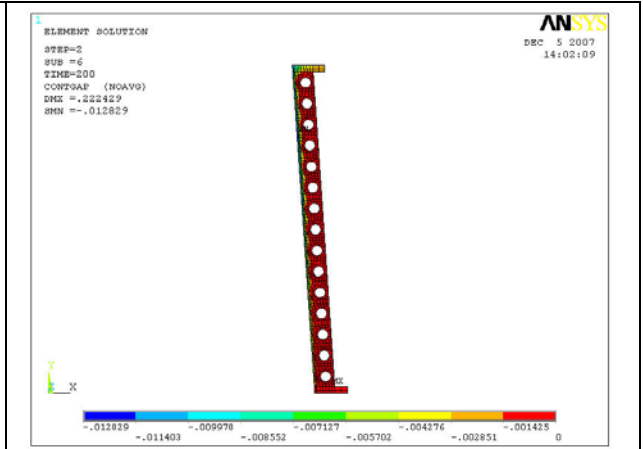 1
ELEMENT SOLUTION
STEP=2
SUB =6
TIME=200
CONTGAP (NOAVG)
DMX =.222429
SMN =-.012829
ANSYS
DEC 5 2007
14:02:09
MX
Y
X
-.012829 -.009978 -.007127 -.004276 -.001425
-.011403 -.008552 -.005702 -.002851 0